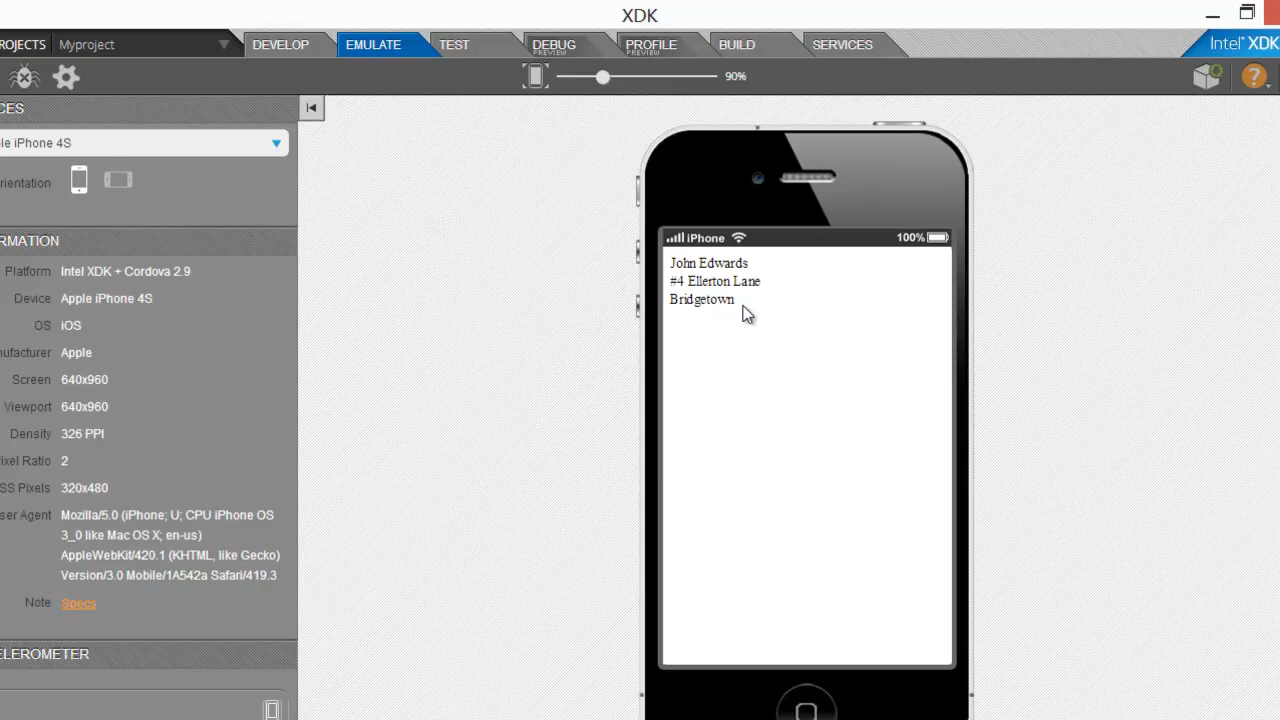 XDK
ROJECTS Myproject DEVELOP EMULATE TEST DEBUG PREVIEW PROFILE PREVIEW BUILD SERVICES Intel® XDK
90% ?
CES
le iPhone 4S
rientation
RMATION
Platform Intel XDK + Cordova 2.9
Device Apple iPhone 4S
OS iOS
nufacturer Apple
Screen 640x960
Viewport 640x960
Density 326 PPI
Pixel Ratio 2
SS Pixels 320x480
ser Agent Mozilla/5.0 (iPhone; U; CPU iPhone OS
3_0 like Mac OS X; en-us)
AppleWebKit/420.1 (KHTML, like Gecko)
Version/3.0 Mobile/1A542a Safari/419.3
Note Specs
ELEROMETER
iPhone 100%
John Edwards
#4 Ellerton Lane
Bridgetown